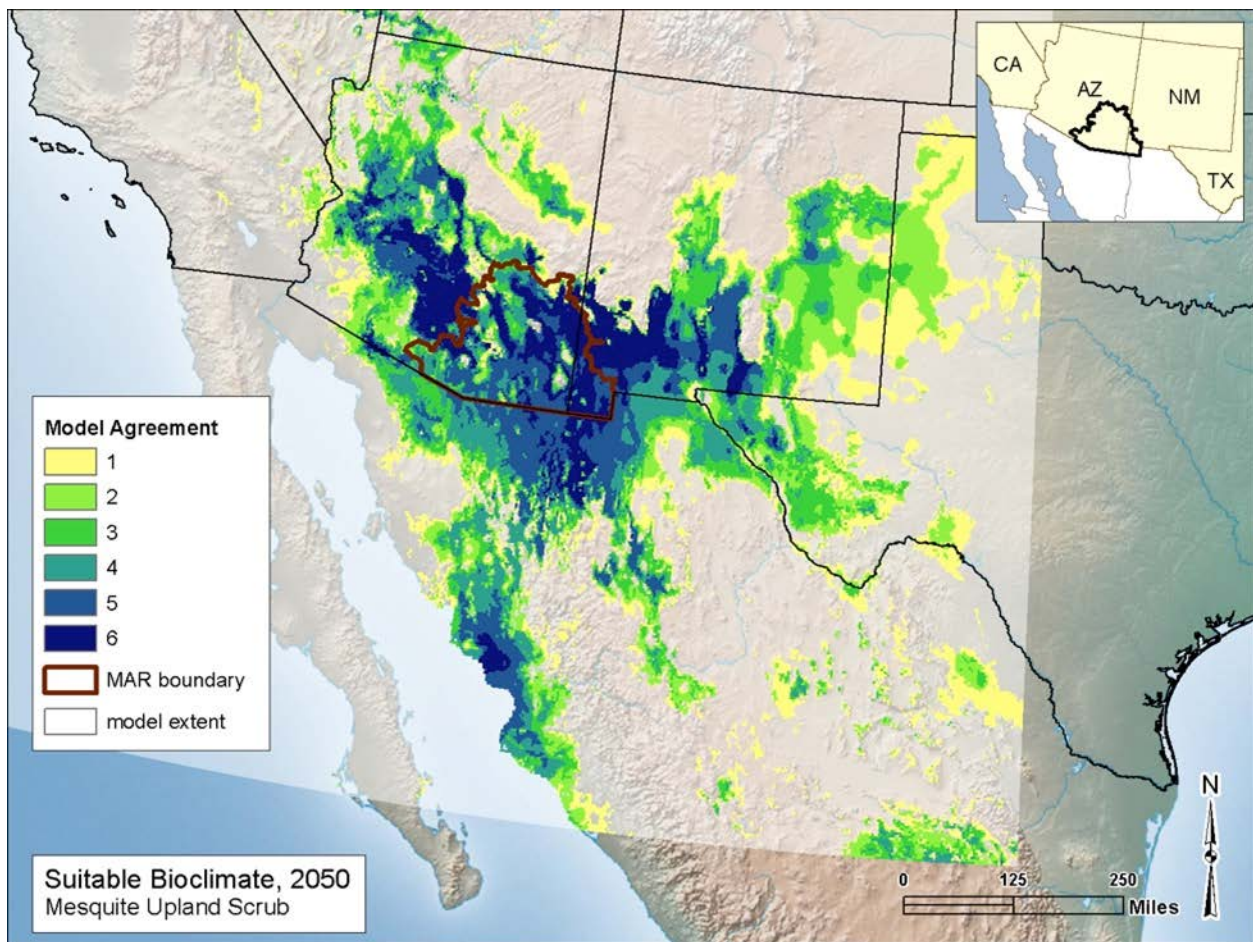 CA
AZ
NM
TX
Model Agreement
1
2
3
4
5
6
MAR boundary
model extent
Suitable Bioclimate, 2050
Mesquite Upland Scrub
N
0 125 250
Miles